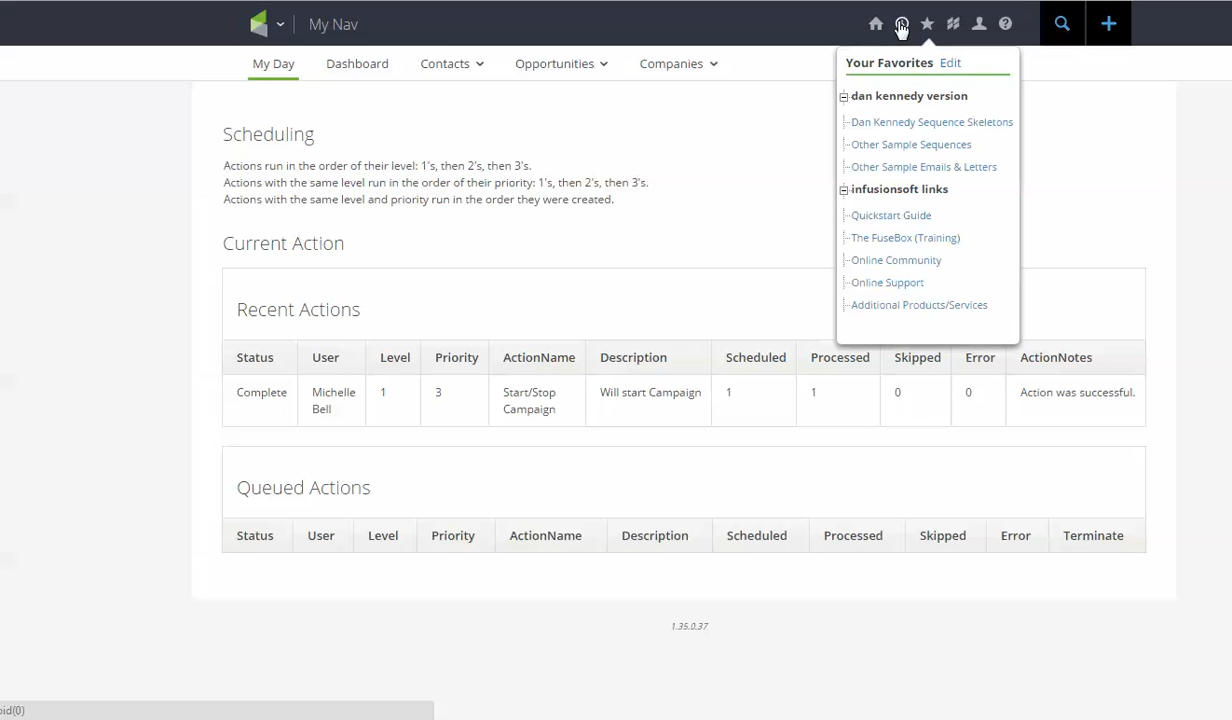 My Nav
My Day Dashboard Contacts Opportunities Companies
Your Favorites Edit
dan kennedy version
Dan Kennedy Sequence Skeletons
Other Sample Sequences
Other Sample Emails & Letters
infusionsoft links
Quickstart Guide
The FuseBox (Training)
Online Community
Online Support
Additional Products/Services
Scheduling
Actions run in the order of their level: 1's, then 2's, then 3's.
Actions with the same level run in the order of their priority: 1's, then 2's, then 3's.
Actions with the same level and priority run in the order they were created.
Current Action
Recent Actions
Status User Level Priority ActionName Description Scheduled Processed Skipped Error ActionNotes
Complete Michelle 1 3 Start/Stop Will start Campaign 1 1 0 0 Action was successful.
Bell Campaign
Queued Actions
Status User Level Priority ActionName Description Scheduled Processed Skipped Error Terminate
1.35.0.37
oid(0)